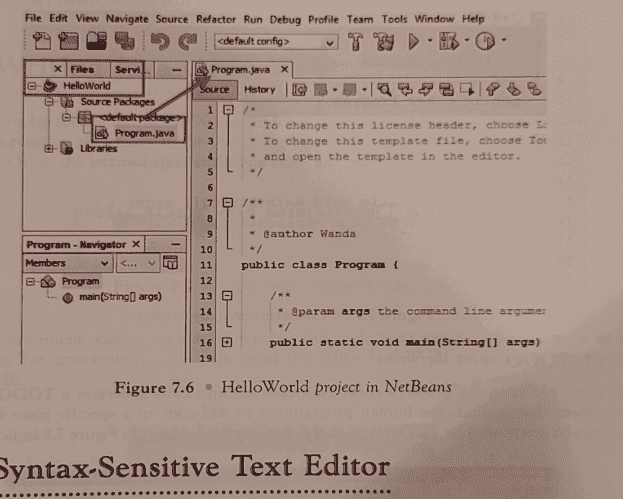 File Edit View Navigate Source Refactor Run Debug Profile Team Tools Window Help
<default config>
× Files Servi... –
HelloWorld
Source Packages
<default package>
Program.java
Libraries
Program - Navigator × –
Members <...
Program
main(String[] args)
Program.java ×
Source History
1 /*
2 * To change this license header, choose L
3 * To change this template file, choose Too
4 * and open the template in the editor.
5 */
6
7 /**
8 *
9 * @author Wanda
10 */
11 public class Program {
12
13 /**
14 * @param args the command line argume
15 */
16 public static void main(String[] args)
19
Figure 7.6 • HelloWorld project in NetBeans
Syntax-Sensitive Text Editor